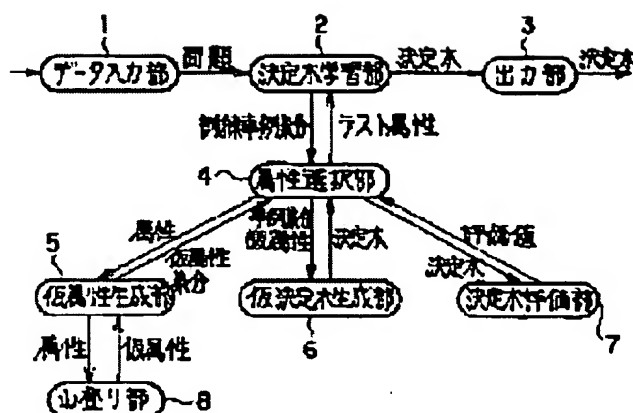 1
2
3
データ入力部
問題
決定木学習部
決定木
出力部
決定木
訓練事例集合
テスト属性
4
属性選択部
属性
仮属性
集合
事例集合
仮属性
決定木
評価値
決定木
5
仮属性生成部
仮決定木生成部
6
決定木評価部
7
属性
仮属性
山登り部
8